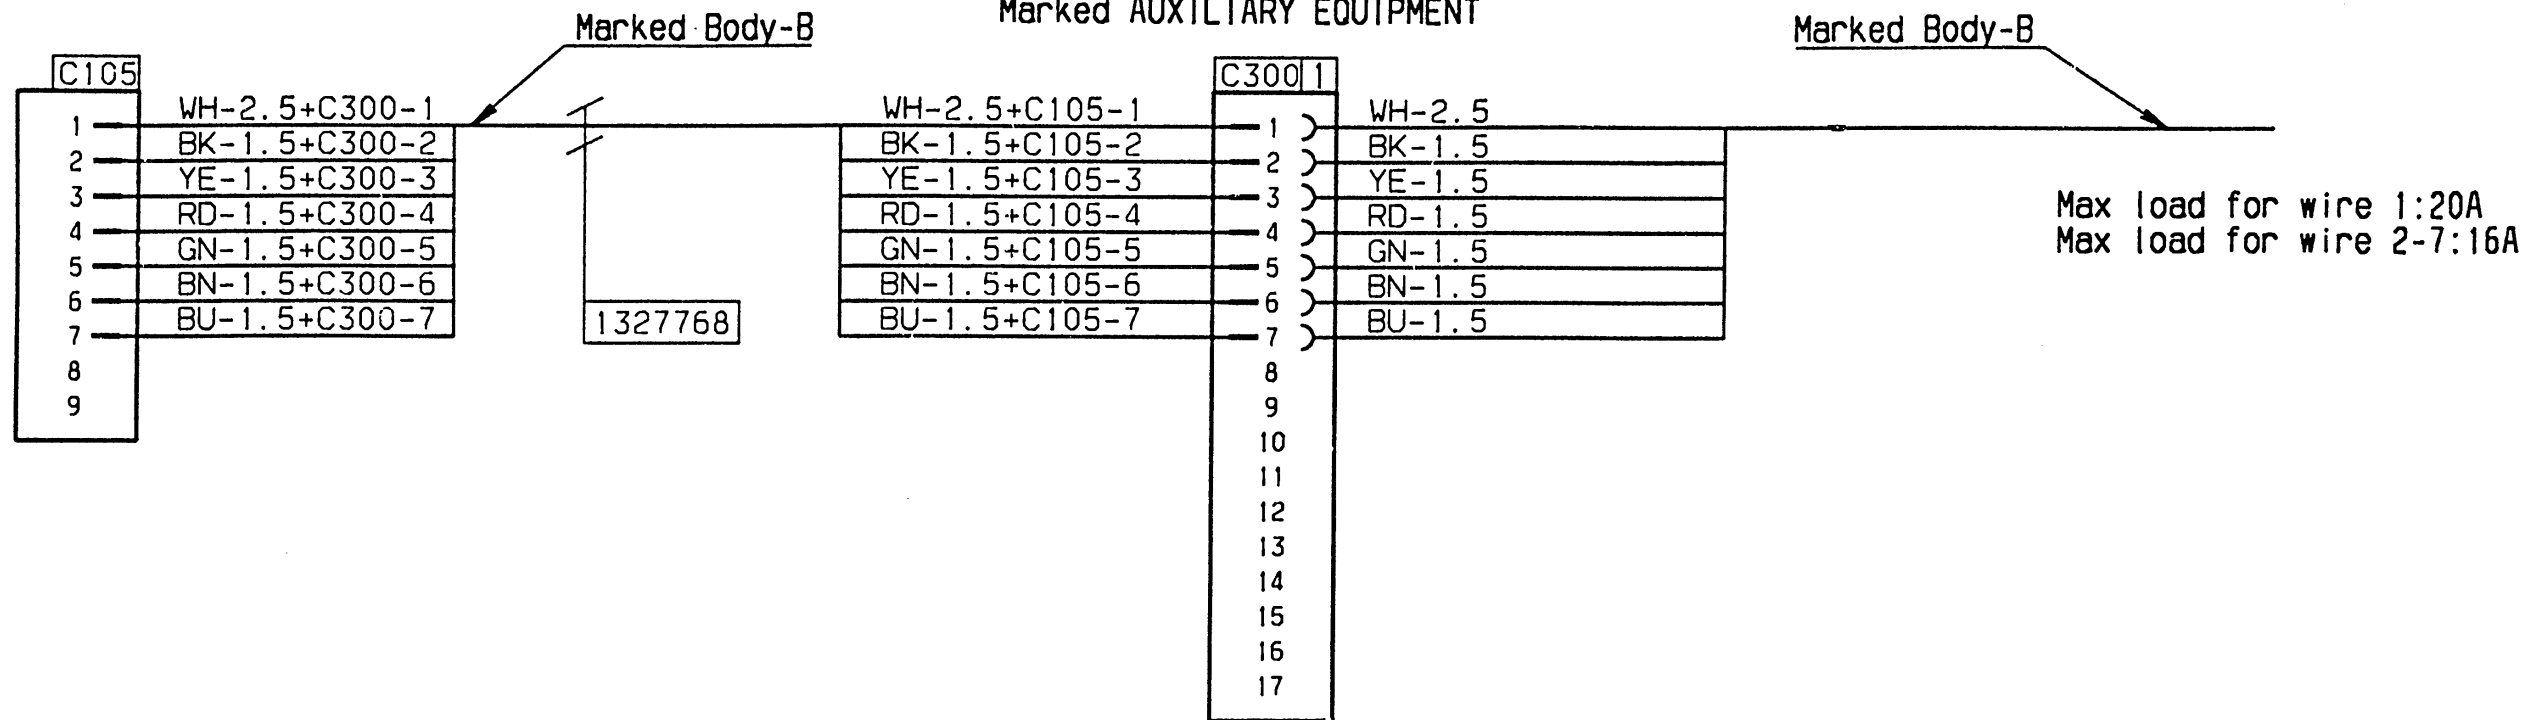 Marked AUXILIARY EQUIPMENT
Marked Body-B
Marked Body-B
C105
1 WH-2.5+C300-1
2 BK-1.5+C300-2
3 YE-1.5+C300-3
4 RD-1.5+C300-4
5 GN-1.5+C300-5
6 BN-1.5+C300-6
7 BU-1.5+C300-7
8
9
1327768
C300 1
WH-2.5+C105-1 1 WH-2.5
BK-1.5+C105-2 2 BK-1.5
YE-1.5+C105-3 3 YE-1.5
RD-1.5+C105-4 4 RD-1.5
GN-1.5+C105-5 5 GN-1.5
BN-1.5+C105-6 6 BN-1.5
BU-1.5+C105-7 7 BU-1.5
8
9
10
11
12
13
14
15
16
17
Max load for wire 1:20A
Max load for wire 2-7:16A